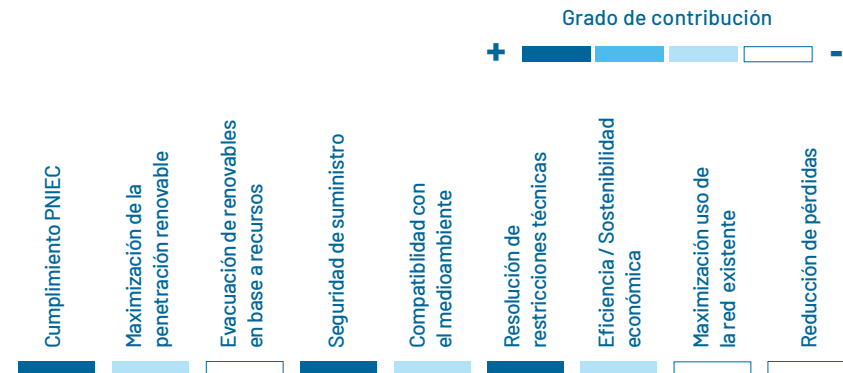 Grado de contribución
+ -
Cumplimiento PNIEC
Maximización de la
penetración renovable
Evacuación de renovables
en base a recursos
Seguridad de suministro
Compatiblidad con
el medioambiente
Resolución de
restricciones técnicas
Eficiencia / Sostenibilidad
económica
Maximización uso de
la red existente
Reducción de pérdidas